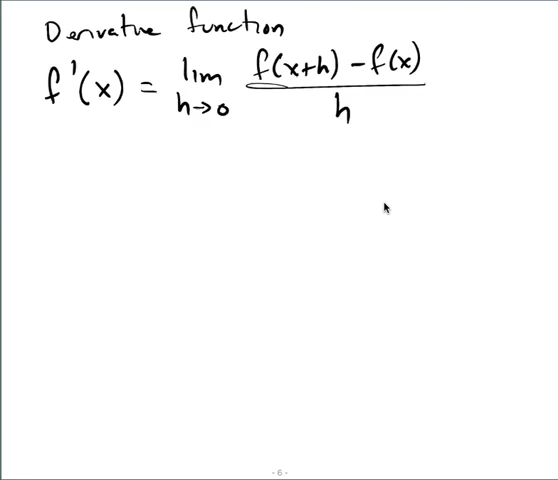 Derivative function
f'(x) = lim h→0 f(x+h) - f(x) / h
- 6 -